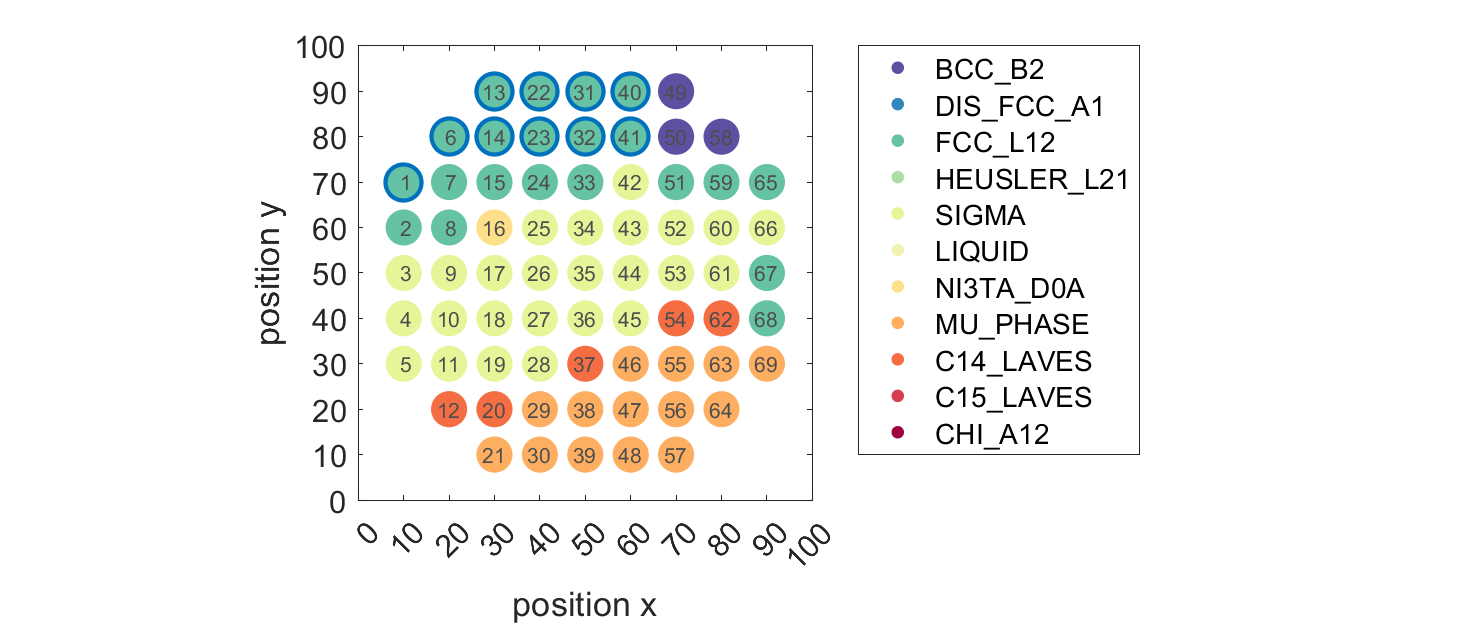 100
90
13 22 31 40 49
80
6 14 23 32 41 50 58
70
1 7 15 24 33 42 51 59 65
60
2 8 16 25 34 43 52 60 66
50
3 9 17 26 35 44 53 61 67
40
4 10 18 27 36 45 54 62 68
30
5 11 19 28 37 46 55 63 69
20
12 20 29 38 47 56 64
10
21 30 39 48 57
0
position y
0 10 20 30 40 50 60 70 80 90 100
position x
BCC_B2
DIS_FCC_A1
FCC_L12
HEUSLER_L21
SIGMA
LIQUID
NI3TA_D0A
MU_PHASE
C14_LAVES
C15_LAVES
CHI_A12